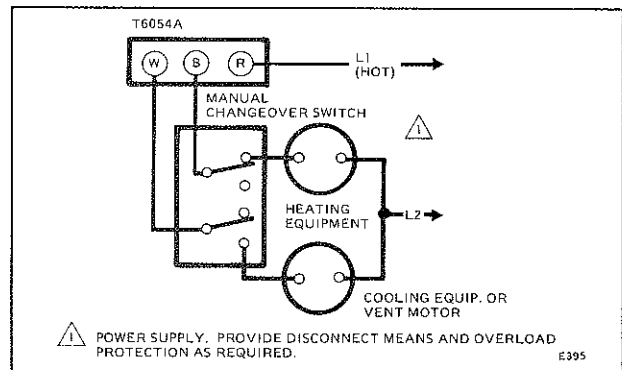 T6054A
W B R
L1
(HOT)
MANUAL
CHANGEOVER SWITCH
1
HEATING
EQUIPMENT
L2
COOLING EQUIP. OR
VENT MOTOR
1 POWER SUPPLY. PROVIDE DISCONNECT MEANS AND OVERLOAD
PROTECTION AS REQUIRED.
E395